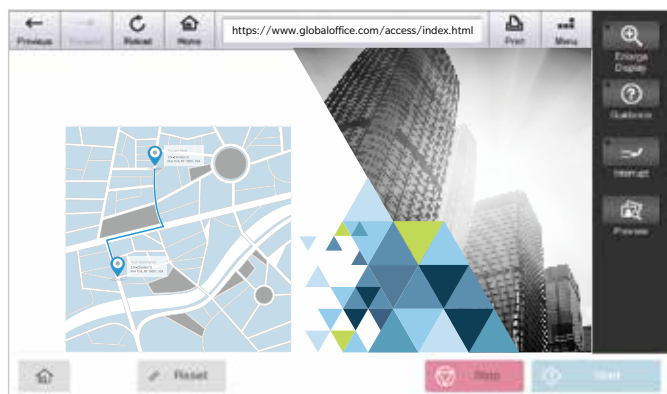 Previous
Reload
Home
https://www.globaloffice.com/access/index.html
Print
Menu
Enlarge
Display
Guidance
Interrupt
Preview
Reset
Stop
Start